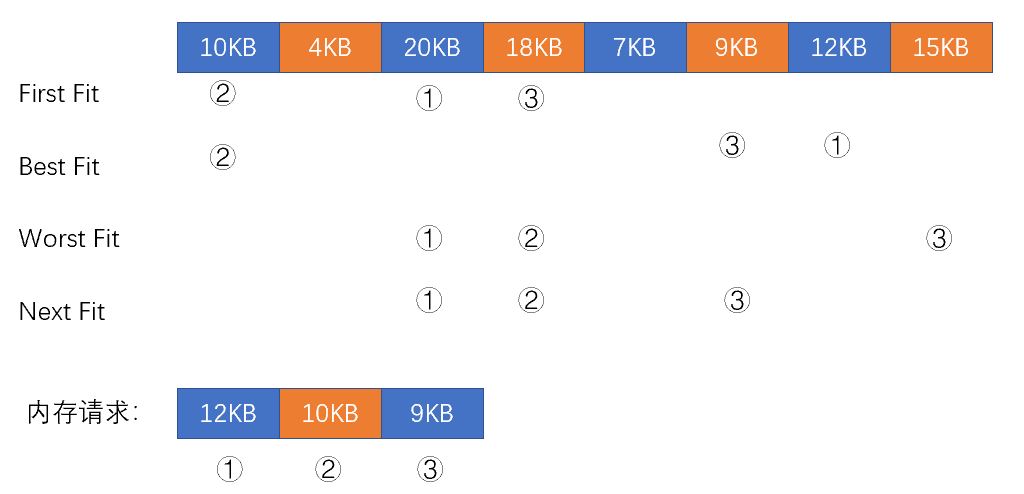 10KB 4KB 20KB 18KB 7KB 9KB 12KB 15KB
First Fit ② ① ③
Best Fit ② ③ ①
Worst Fit ① ② ③
Next Fit ① ② ③
内存请求: 12KB 10KB 9KB
① ② ③